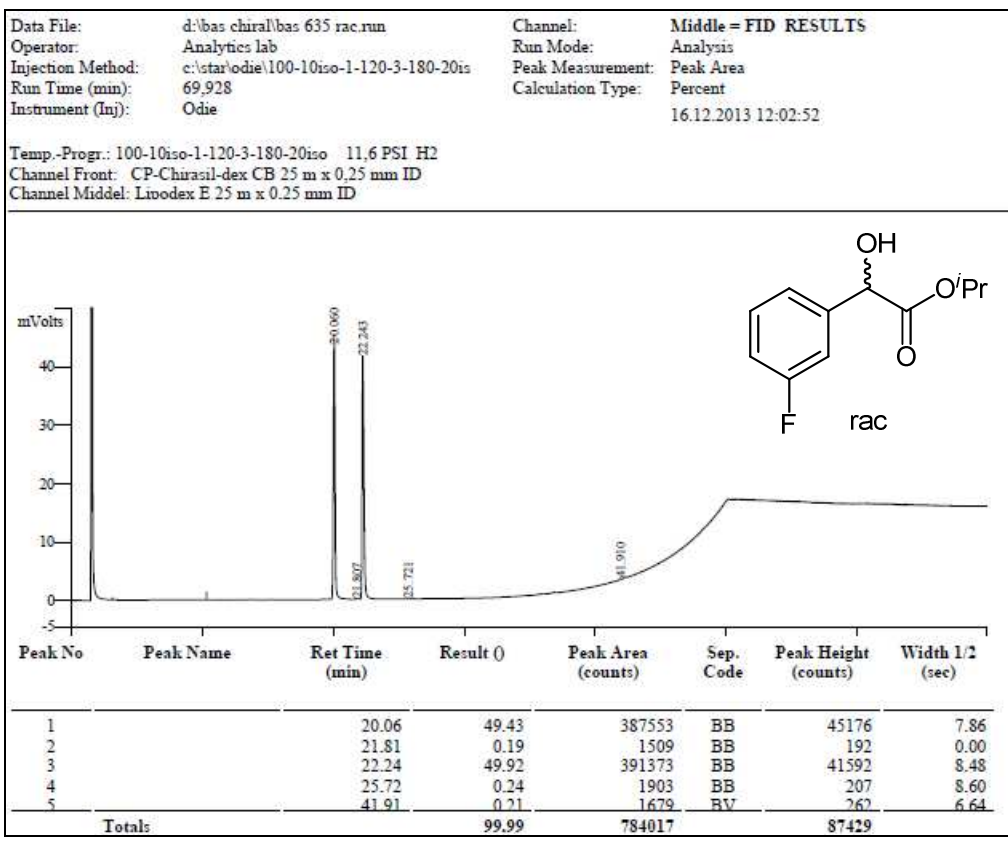 Data File: d:\bas chiral\bas 635 rac.run Channel: Middle = FID RESULTS
Operator: Analytics lab Run Mode: Analysis
Injection Method: c:\star\odie\100-10iso-1-120-3-180-20is Peak Measurement: Peak Area
Run Time (min): 69,928 Calculation Type: Percent
Instrument (Inj): Odie 16.12.2013 12:02:52
Temp.-Progr.: 100-10iso-1-120-3-180-20iso 11,6 PSI H2
Channel Front: CP-Chirasil-dex CB 25 m x 0,25 mm ID
Channel Middel: Lipodex E 25 m x 0.25 mm ID
OH
OiPr
O
F rac
mVolts
40
30
20
10
0
-5
20.060
21.807
22.243
25.721
41.910
Peak No Peak Name Ret Time Result () Peak Area Sep. Peak Height Width 1/2
(min) (counts) Code (counts) (sec)
1 20.06 49.43 387553 BB 45176 7.86
2 21.81 0.19 1509 BB 192 0.00
3 22.24 49.92 391373 BB 41592 8.48
4 25.72 0.24 1903 BB 207 8.60
5 41.91 0.21 1679 BV 262 6.64
Totals 99.99 784017 87429